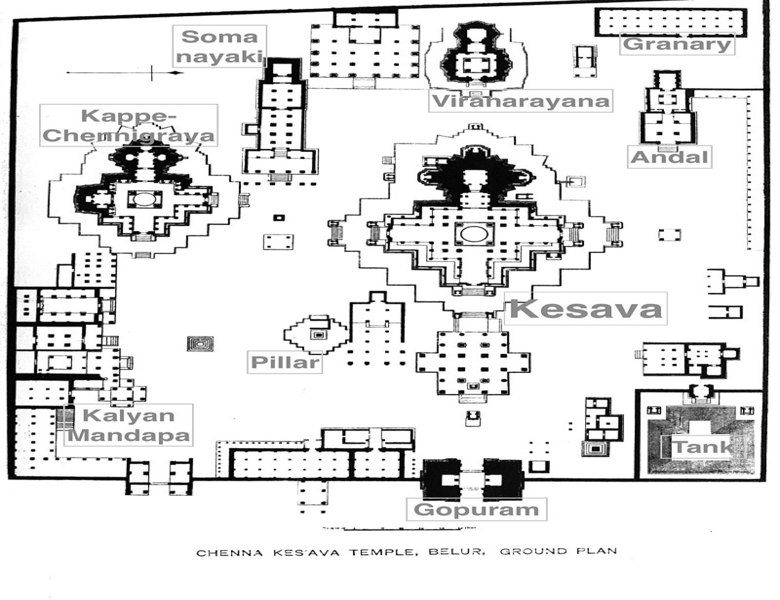 Soma
nayaki
Granary
Viranarayana
Kappe-
Chennigraya
Andal
Kesava
Pillar
Kalyan
Mandapa
Tank
Gopuram
CHENNA KES'AVA TEMPLE, BELUR. GROUND PLAN